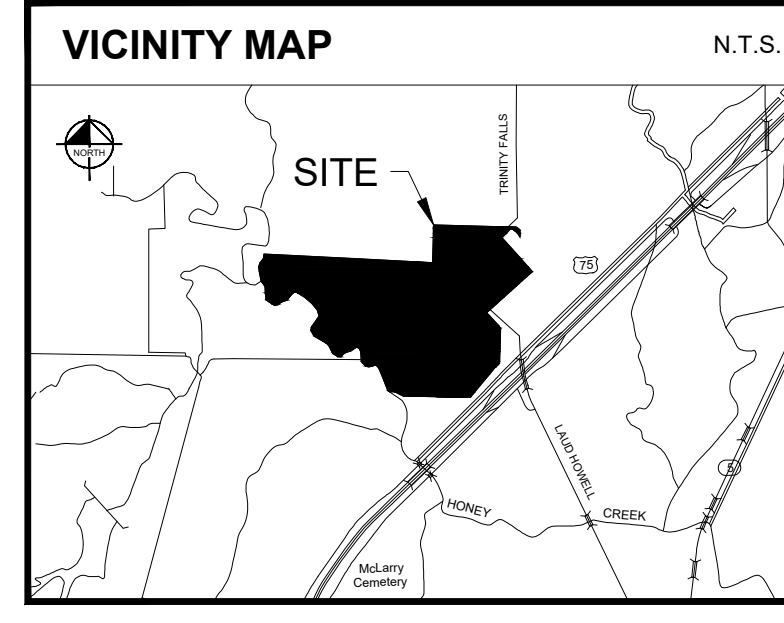 VICINITY MAP
N.T.S.
NORTH
SITE
TRINITY FALLS
75
LAUD HOWELL
5
HONEY
CREEK
McLarry
Cemetery